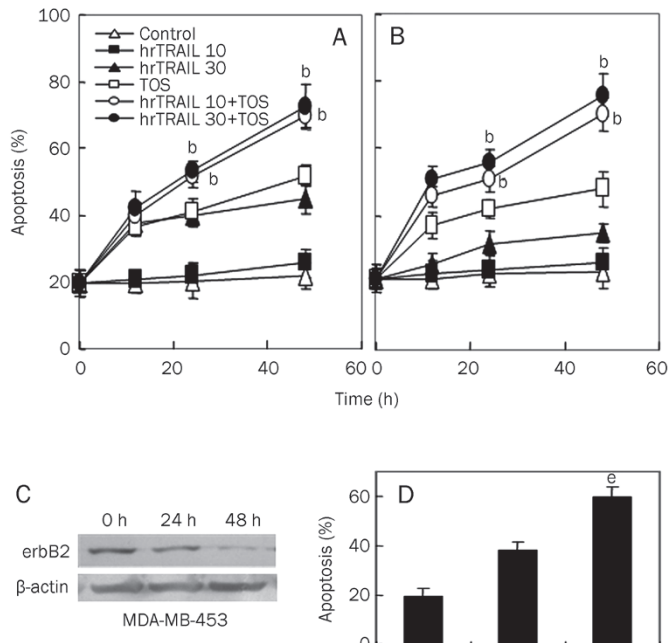 100
80
60
40
20
0
Apoptosis (%)
A
Control
hrTRAIL 10
hrTRAIL 30
TOS
hrTRAIL 10+TOS
hrTRAIL 30+TOS
b
b
b
b
0 20 40 60
B
b
b
b
b
0 20 40 60
Time (h)
C
0 h 24 h 48 h
erbB2
β-actin
MDA-MB-453
D
e
60
40
20
0
Apoptosis (%)